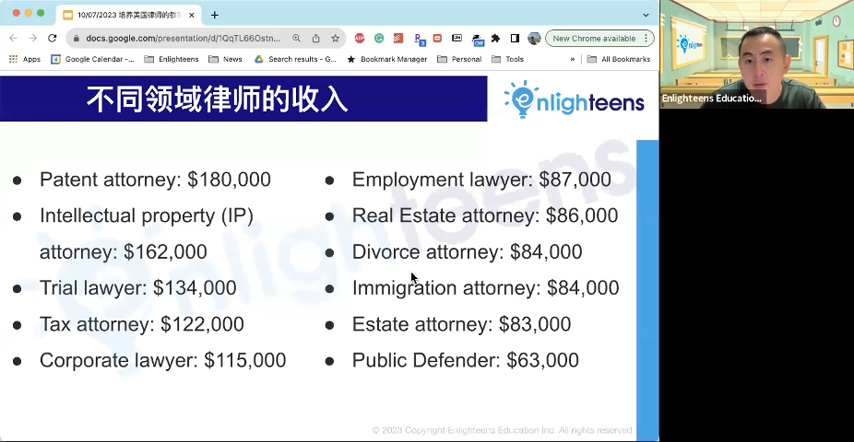 10/07/2023 培养美国律师的教
docs.google.com/presentation/d/1QqTL66Ostn...
New Chrome available
Apps
Google Calendar -...
Enlighteens
News
Search results - G...
Bookmark Manager
Personal
Tools
»
All Bookmarks
Enlighteens Educatio...
不同领域律师的收入
enlighteens
● Patent attorney: $180,000
● Intellectual property (IP)
attorney: $162,000
● Trial lawyer: $134,000
● Tax attorney: $122,000
● Corporate lawyer: $115,000
● Employment lawyer: $87,000
● Real Estate attorney: $86,000
● Divorce attorney: $84,000
● Immigration attorney: $84,000
● Estate attorney: $83,000
● Public Defender: $63,000
enlighteens
© 2023 Copyright Enlighteens Education Inc. All rights reserved